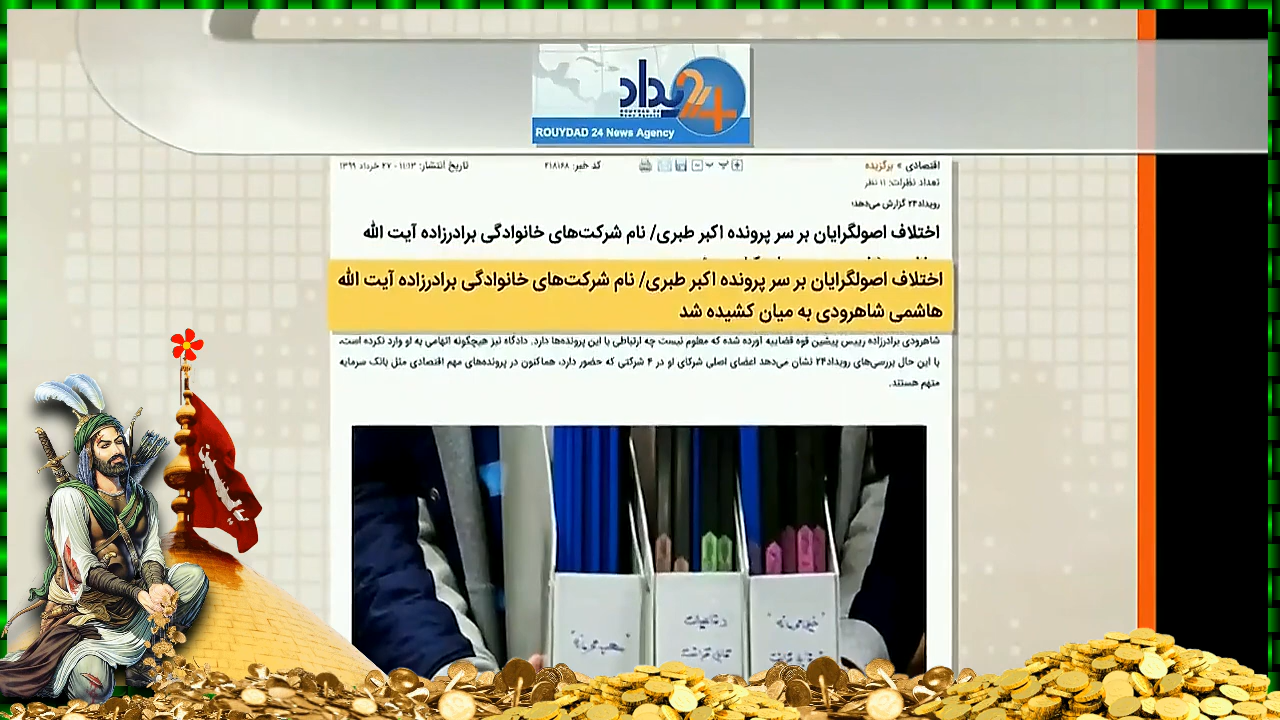 رویداد24
ROUYDAD 24 News Agency
اقتصادی » برگزیده
کد خبر: ۲۱۸۱۶۸
تاریخ انتشار: ۱۱:۱۳ - ۲۷ خرداد ۱۳۹۹
تعداد نظرات: ۱۱ نظر
رویداد۲۴ گزارش می‌دهد؛
اختلاف اصولگرایان بر سر پرونده اکبر طبری/ نام شرکت‌های خانوادگی برادرزاده آیت الله
اختلاف اصولگرایان بر سر پرونده اکبر طبری/ نام شرکت‌های خانوادگی برادرزاده آیت الله
هاشمی شاهرودی به میان کشیده شد
شاهرودی برادرزاده رییس پیشین قوه قضاییه آورده شده که معلوم نیست چه ارتباطی با این پرونده‌ها دارد. دادگاه نیز هیچگونه اتهامی به او وارد نکرده است.
با این حال بررسی‌های رویداد۲۴ نشان می‌دهد اعضای اصلی شرکای او در ۴ شرکتی که حضور دارد، هم‌اکنون در پرونده‌های مهم اقتصادی مثل بانک سرمایه
متهم هستند.